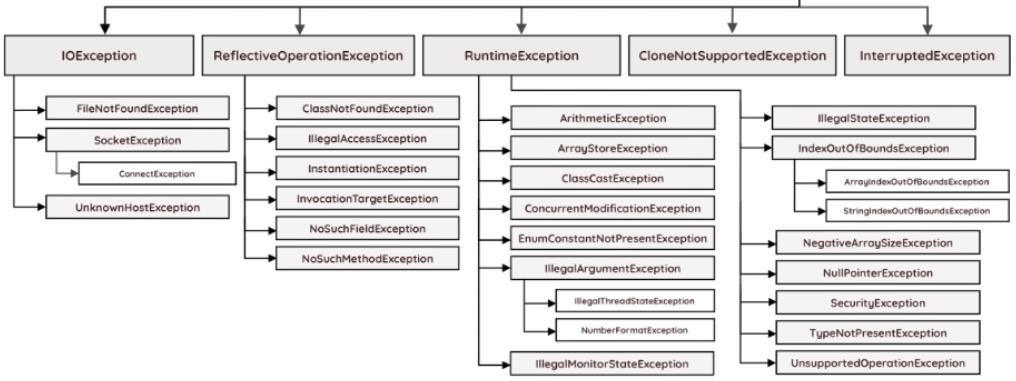 IOException
ReflectiveOperationException
RuntimeException
CloneNotSupportedException
InterruptedException
FileNotFoundException
SocketException
ConnectException
UnknownHostException
ClassNotFoundException
IllegalAccessException
InstantiationException
InvocationTargetException
NoSuchFieldException
NoSuchMethodException
ArithmeticException
ArrayStoreException
ClassCastException
ConcurrentModificationException
EnumConstantNotPresentException
IllegalArgumentException
IllegalThreadStateException
NumberFormatException
IllegalMonitorStateException
IllegalStateException
IndexOutOfBoundsException
ArrayIndexOutOfBoundsException
StringIndexOutOfBoundsException
NegativeArraySizeException
NullPointerException
SecurityException
TypeNotPresentException
UnsupportedOperationException